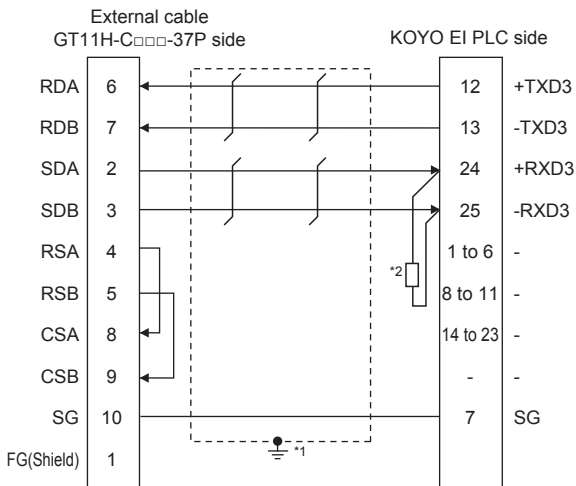 External cable
GT11H-C□□□-37P side
KOYO EI PLC side
RDA 6 12 +TXD3
RDB 7 13 -TXD3
SDA 2 24 +RXD3
SDB 3 25 -RXD3
RSA 4 1 to 6 -
*2
RSB 5 8 to 11 -
CSA 8 14 to 23 -
CSB 9 - -
SG 10 7 SG
*1
FG(Shield) 1